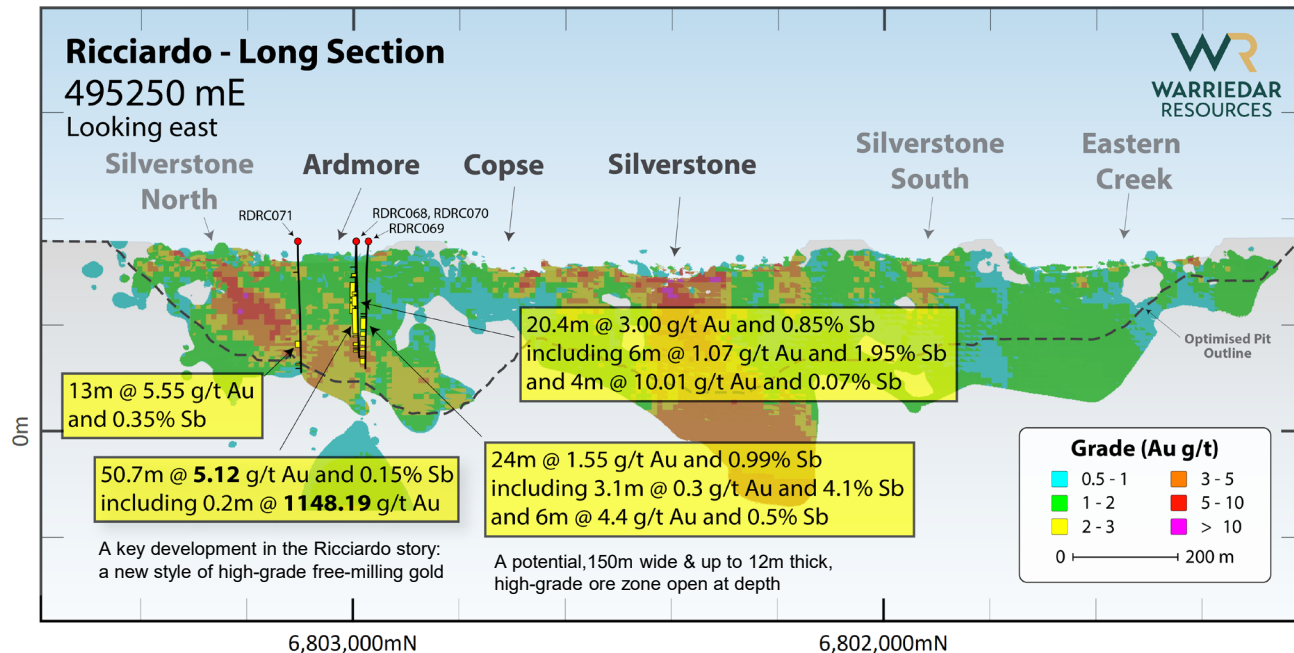 Ricciardo - Long Section
495250 mE
Looking east
WARRIEDAR
RESOURCES
Silverstone
North
Ardmore
Copse
Silverstone
Silverstone
South
Eastern
Creek
RDRC071
RDRC068, RDRC070
RDRC069
20.4m @ 3.00 g/t Au and 0.85% Sb
including 6m @ 1.07 g/t Au and 1.95% Sb
and 4m @ 10.01 g/t Au and 0.07% Sb
Optimised Pit
Outline
13m @ 5.55 g/t Au
and 0.35% Sb
0m
50.7m @ 5.12 g/t Au and 0.15% Sb
including 0.2m @ 1148.19 g/t Au
24m @ 1.55 g/t Au and 0.99% Sb
including 3.1m @ 0.3 g/t Au and 4.1% Sb
and 6m @ 4.4 g/t Au and 0.5% Sb
Grade (Au g/t)
0.5 - 1
3 - 5
1 - 2
5 - 10
2 - 3
> 10
0
200 m
A key development in the Ricciardo story:
a new style of high-grade free-milling gold
A potential,150m wide & up to 12m thick,
high-grade ore zone open at depth
6,803,000mN
6,802,000mN